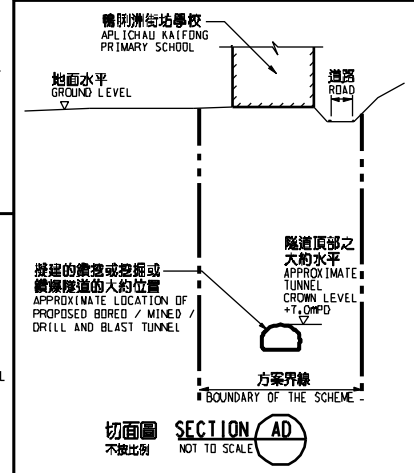 鴨脷洲街坊學校
APLICHAU KAIFONG
PRIMARY SCHOOL
地面水平
GROUND LEVEL
道路
ROAD
擬建的鑽挖或挖掘或
鑽爆隧道的大約位置
APPROXIMATE LOCATION OF
PROPOSED BORED / MINED /
DRILL AND BLAST TUNNEL
隧道頂部之
大約水平
APPROXIMATE
TUNNEL
CROWN LEVEL
+7.0mPD
方案界線
BOUNDARY OF THE SCHEME
切面圖 SECTION AD
不按比例 NOT TO SCALE
L